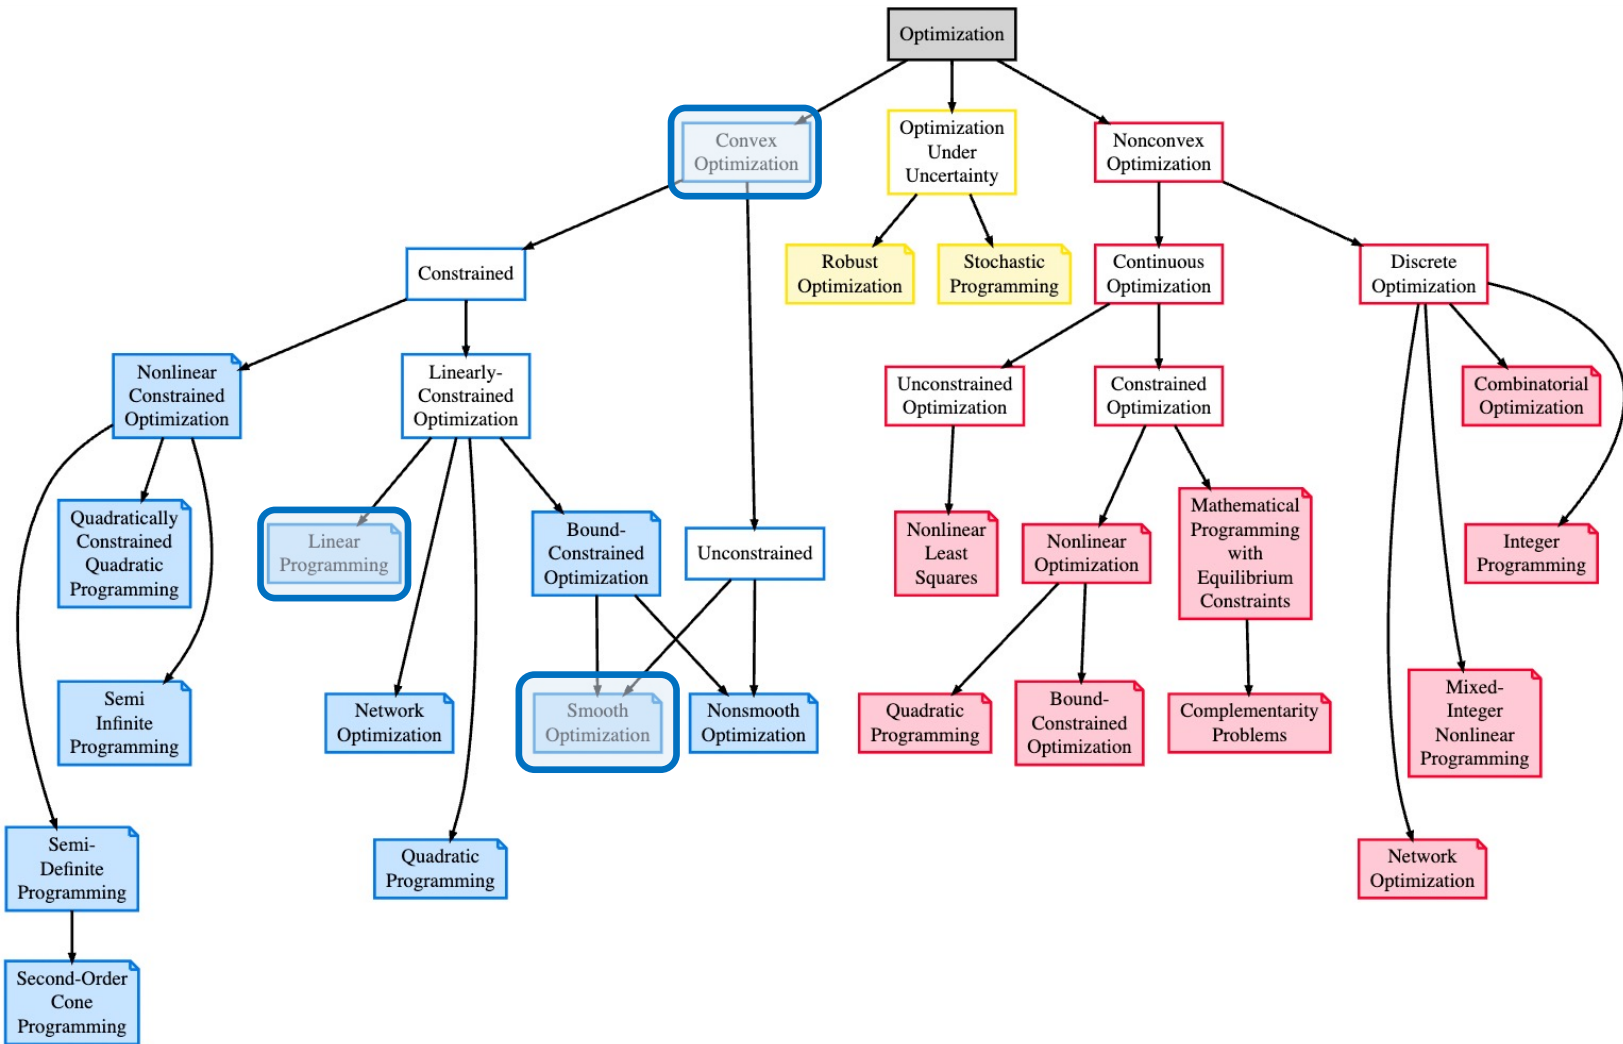 Optimization
Convex
Optimization
Optimization
Under
Uncertainty
Nonconvex
Optimization
Constrained
Robust
Optimization
Stochastic
Programming
Continuous
Optimization
Discrete
Optimization
Nonlinear
Constrained
Optimization
Linearly-
Constrained
Optimization
Unconstrained
Optimization
Constrained
Optimization
Combinatorial
Optimization
Quadratically
Constrained
Quadratic
Programming
Linear
Programming
Bound-
Constrained
Optimization
Unconstrained
Nonlinear
Least
Squares
Nonlinear
Optimization
Mathematical
Programming
with
Equilibrium
Constraints
Integer
Programming
Semi
Infinite
Programming
Network
Optimization
Smooth
Optimization
Nonsmooth
Optimization
Quadratic
Programming
Bound-
Constrained
Optimization
Complementarity
Problems
Mixed-
Integer
Nonlinear
Programming
Semi-
Definite
Programming
Quadratic
Programming
Network
Optimization
Second-Order
Cone
Programming